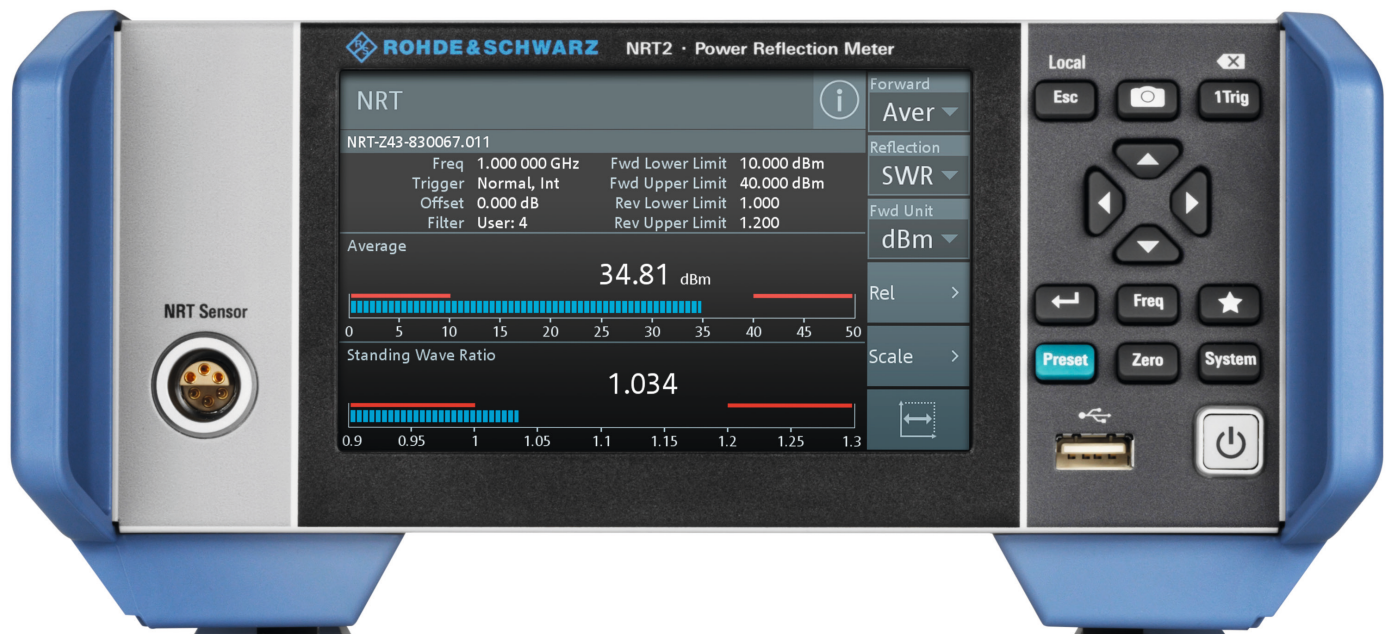 ROHDE & SCHWARZ NRT2 · Power Reflection Meter
NRT
i
NRT-Z43-830067.011
Freq 1.000 000 GHz Fwd Lower Limit 10.000 dBm
Trigger Normal, Int Fwd Upper Limit 40.000 dBm
Offset 0.000 dB Rev Lower Limit 1.000
Filter User: 4 Rev Upper Limit 1.200
Average
34.81 dBm
0 5 10 15 20 25 30 35 40 45 50
Standing Wave Ratio
1.034
0.9 0.95 1 1.05 1.1 1.15 1.2 1.25 1.3
Forward
Aver
Reflection
SWR
Fwd Unit
dBm
Rel >
Scale >
NRT Sensor
Local
Esc 1Trig
Freq
Preset Zero System